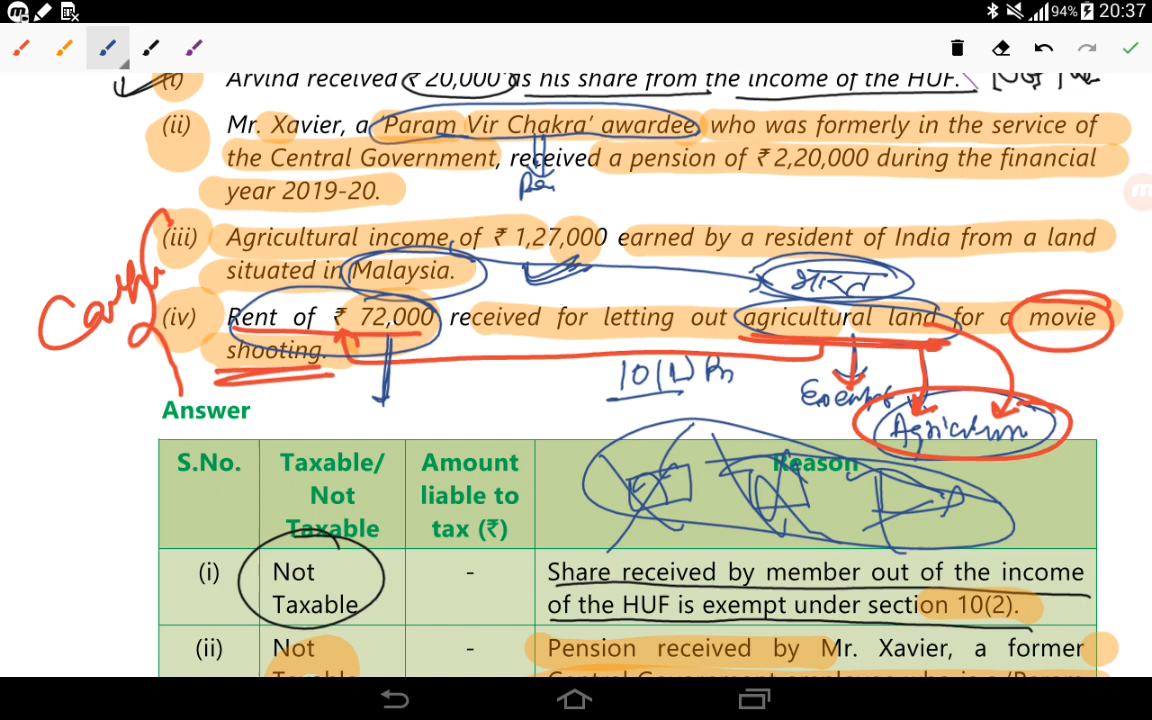 94% 20:37
(i) Arvind received ₹ 20,000 as his share from the income of the HUF.
(ii) Mr. Xavier, a 'Param Vir Chakra' awardee, who was formerly in the service of
the Central Government, received a pension of ₹ 2,20,000 during the financial
year 2019-20.
(iii) Agricultural income of ₹ 1,27,000 earned by a resident of India from a land
situated in Malaysia.
भारत
(iv) Rent of ₹ 72,000 received for letting out agricultural land for a movie
shooting.
10(1)
Answer
S.No. Taxable/ Amount Reason
Not liable to
Taxable tax (₹)
(i) Not - Share received by member out of the income
Taxable of the HUF is exempt under section 10(2).
(ii) Not - Pension received by Mr. Xavier, a former